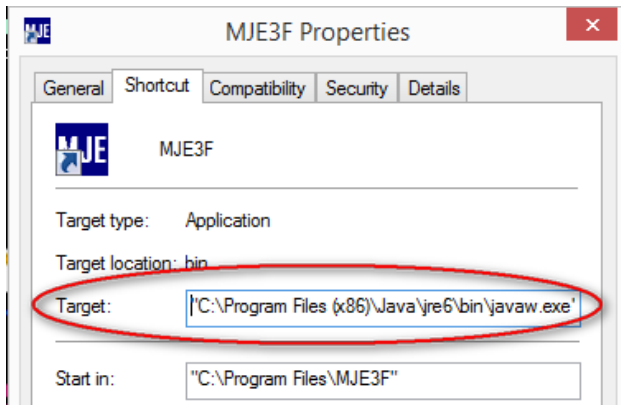 MJE
MJE3F Properties
General Shortcut Compatibility Security Details
MJE
MJE3F
Target type: Application
Target location: bin
Target: "C:\Program Files (x86)\Java\jre6\bin\javaw.exe"
Start in: "C:\Program Files\MJE3F"